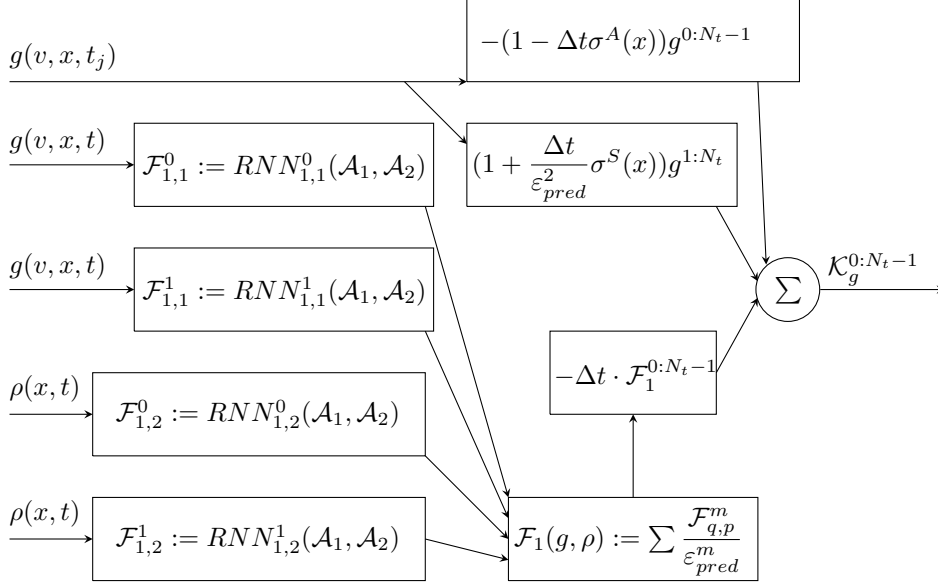 −(1 − Δtσ^A(x))g^{0:N_t−1}
g(v, x, t_j)
g(v, x, t)
F^0_{1,1} := RNN^0_{1,1}(A_1, A_2)
(1 + Δt/ε^2_{pred} σ^S(x))g^{1:N_t}
g(v, x, t)
F^1_{1,1} := RNN^1_{1,1}(A_1, A_2)
∑
K^{0:N_t−1}_g
−Δt · F^{0:N_t−1}_1
ρ(x, t)
F^0_{1,2} := RNN^0_{1,2}(A_1, A_2)
ρ(x, t)
F^1_{1,2} := RNN^1_{1,2}(A_1, A_2)
F_1(g, ρ) := ∑ F^m_{q,p}/ε^m_{pred}